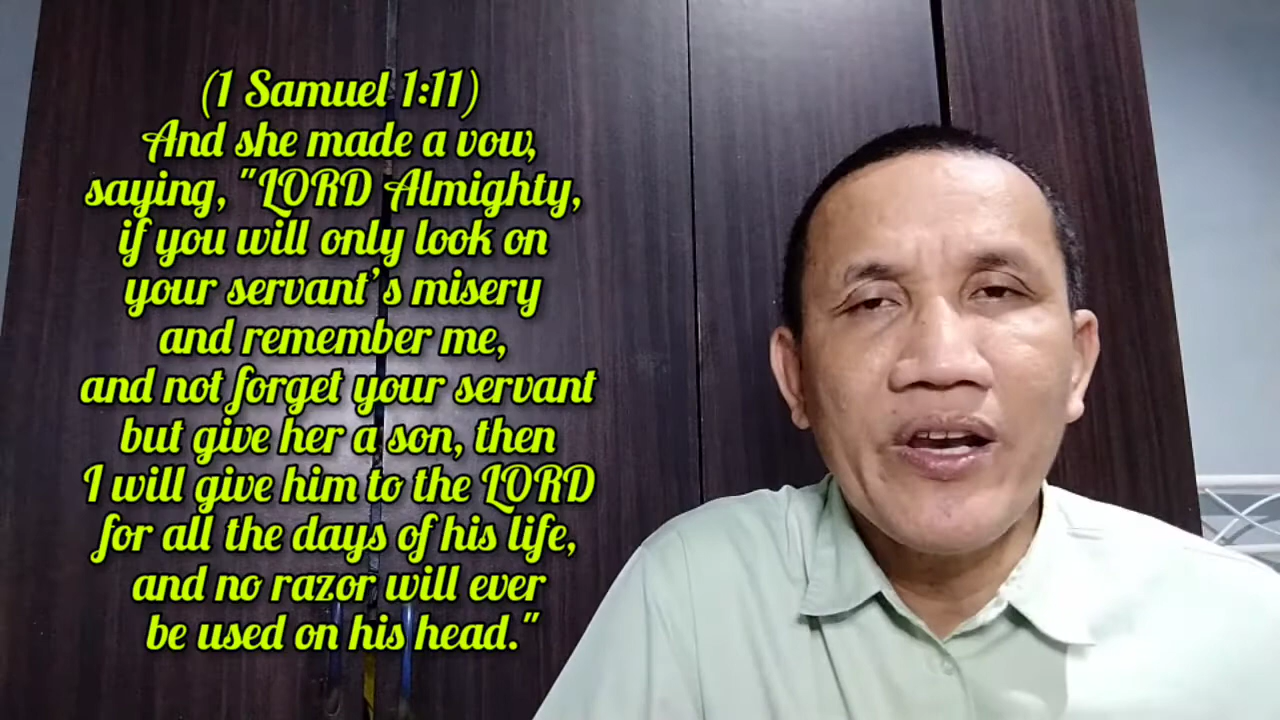 (1 Samuel 1:11)
And she made a vow,
saying, "LORD Almighty,
if you will only look on
your servant's misery
and remember me,
and not forget your servant
but give her a son, then
I will give him to the LORD
for all the days of his life,
and no razor will ever
be used on his head."